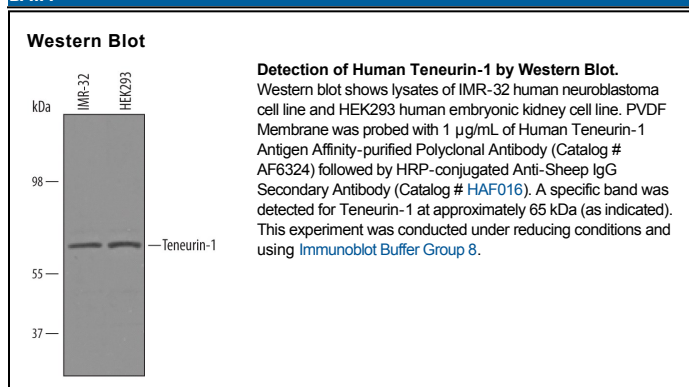 Western Blot
kDa
IMR-32
HEK293
98
Teneurin-1
55
37
Detection of Human Teneurin-1 by Western Blot.
Western blot shows lysates of IMR-32 human neuroblastoma
cell line and HEK293 human embryonic kidney cell line. PVDF
Membrane was probed with 1 µg/mL of Human Teneurin-1
Antigen Affinity-purified Polyclonal Antibody (Catalog #
AF6324) followed by HRP-conjugated Anti-Sheep IgG
Secondary Antibody (Catalog # HAF016). A specific band was
detected for Teneurin-1 at approximately 65 kDa (as indicated).
This experiment was conducted under reducing conditions and
using Immunoblot Buffer Group 8.